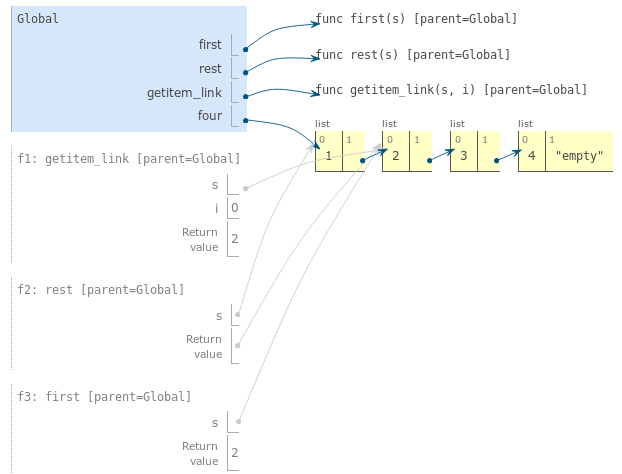 Global
first
rest
getitem_link
four
func first(s) [parent=Global]
func rest(s) [parent=Global]
func getitem_link(s, i) [parent=Global]
list list list list
0 1 0 1 0 1 0 1
1 2 3 4 "empty"
f1: getitem_link [parent=Global]
s
i 0
Return
value 2
f2: rest [parent=Global]
s
Return
value
f3: first [parent=Global]
s
Return
value 2